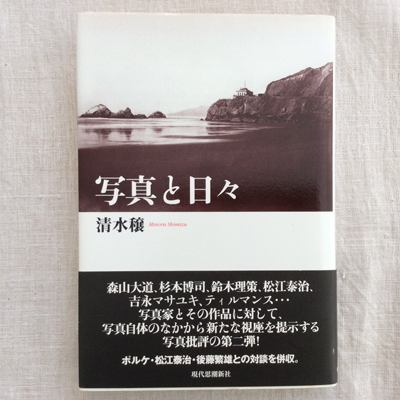 写真と日々
清水穣 Minoru Shimizu
森山大道、杉本博司、鈴木理策、松江泰治、
吉永マサユキ、ティルマンス・・・
写真家とその作品に対して、
写真自体のなかから新たな視座を提示する
写真批評の第二弾!
ポルケ・松江泰治・後藤繁雄との対談を併収。
現代思潮新社